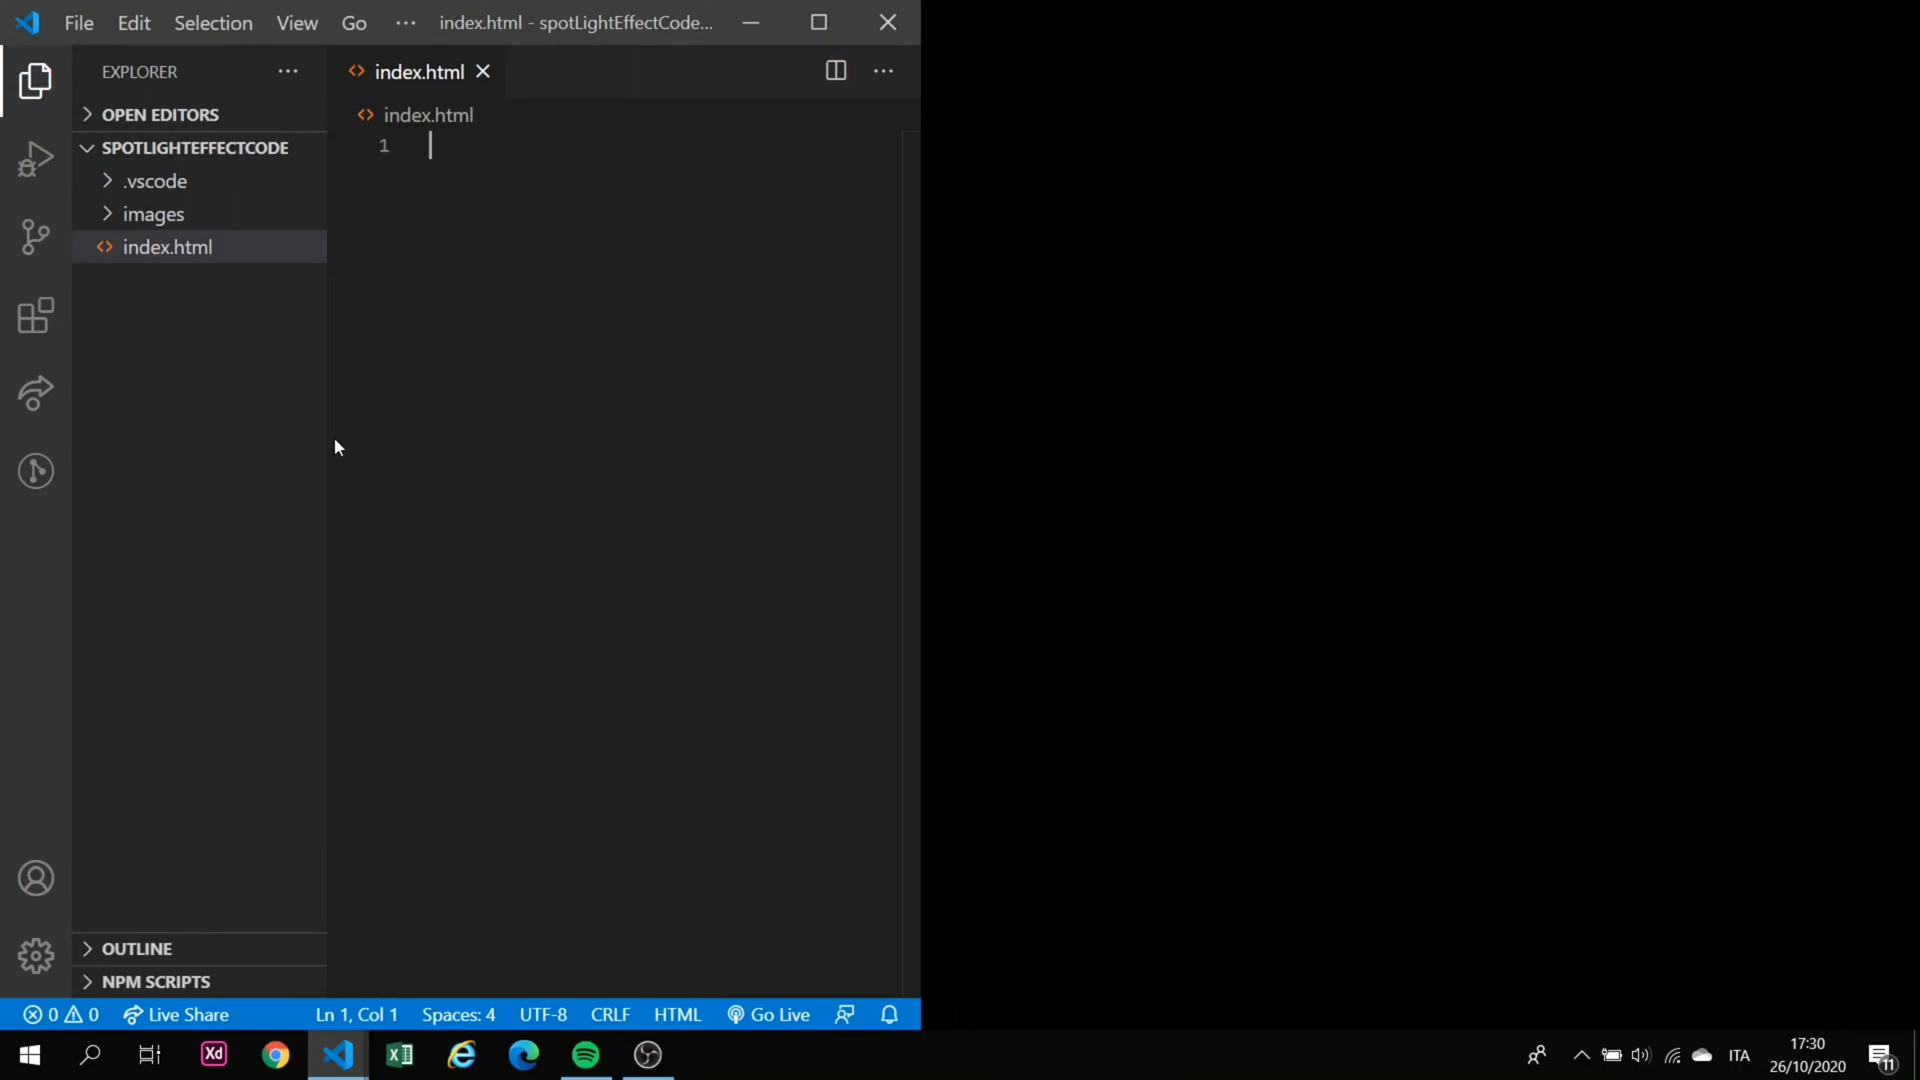 File Edit Selection View Go ··· index.html - spotLightEffectCode...
EXPLORER ···
index.html
OPEN EDITORS
index.html
SPOTLIGHTEFFECTCODE
1
.vscode
images
index.html
OUTLINE
NPM SCRIPTS
0 0 Live Share Ln 1, Col 1 Spaces: 4 UTF-8 CRLF HTML Go Live
Xd
ITA
17:30
26/10/2020
11